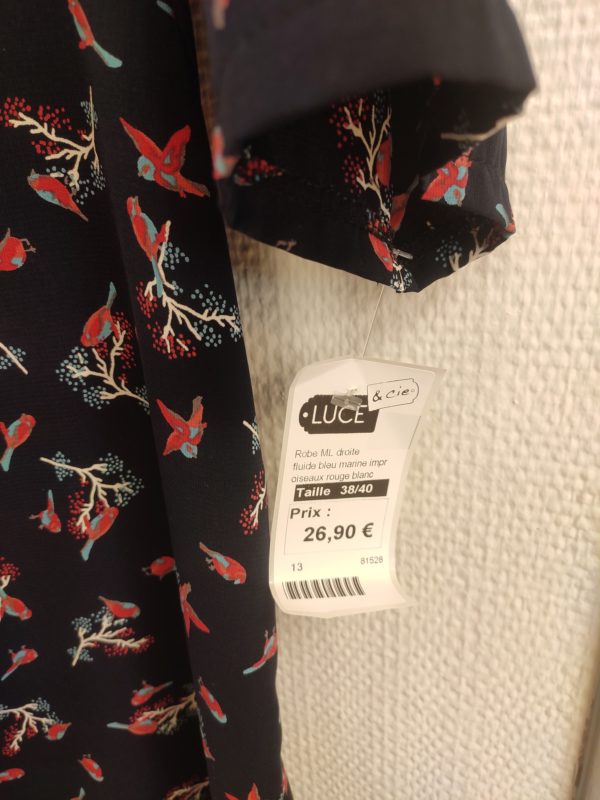 LUCE & cie
Robe ML droite
fluide bleu marine impr
oiseaux rouge blanc
Taille 38/40
Prix :
26,90 €
13 81528